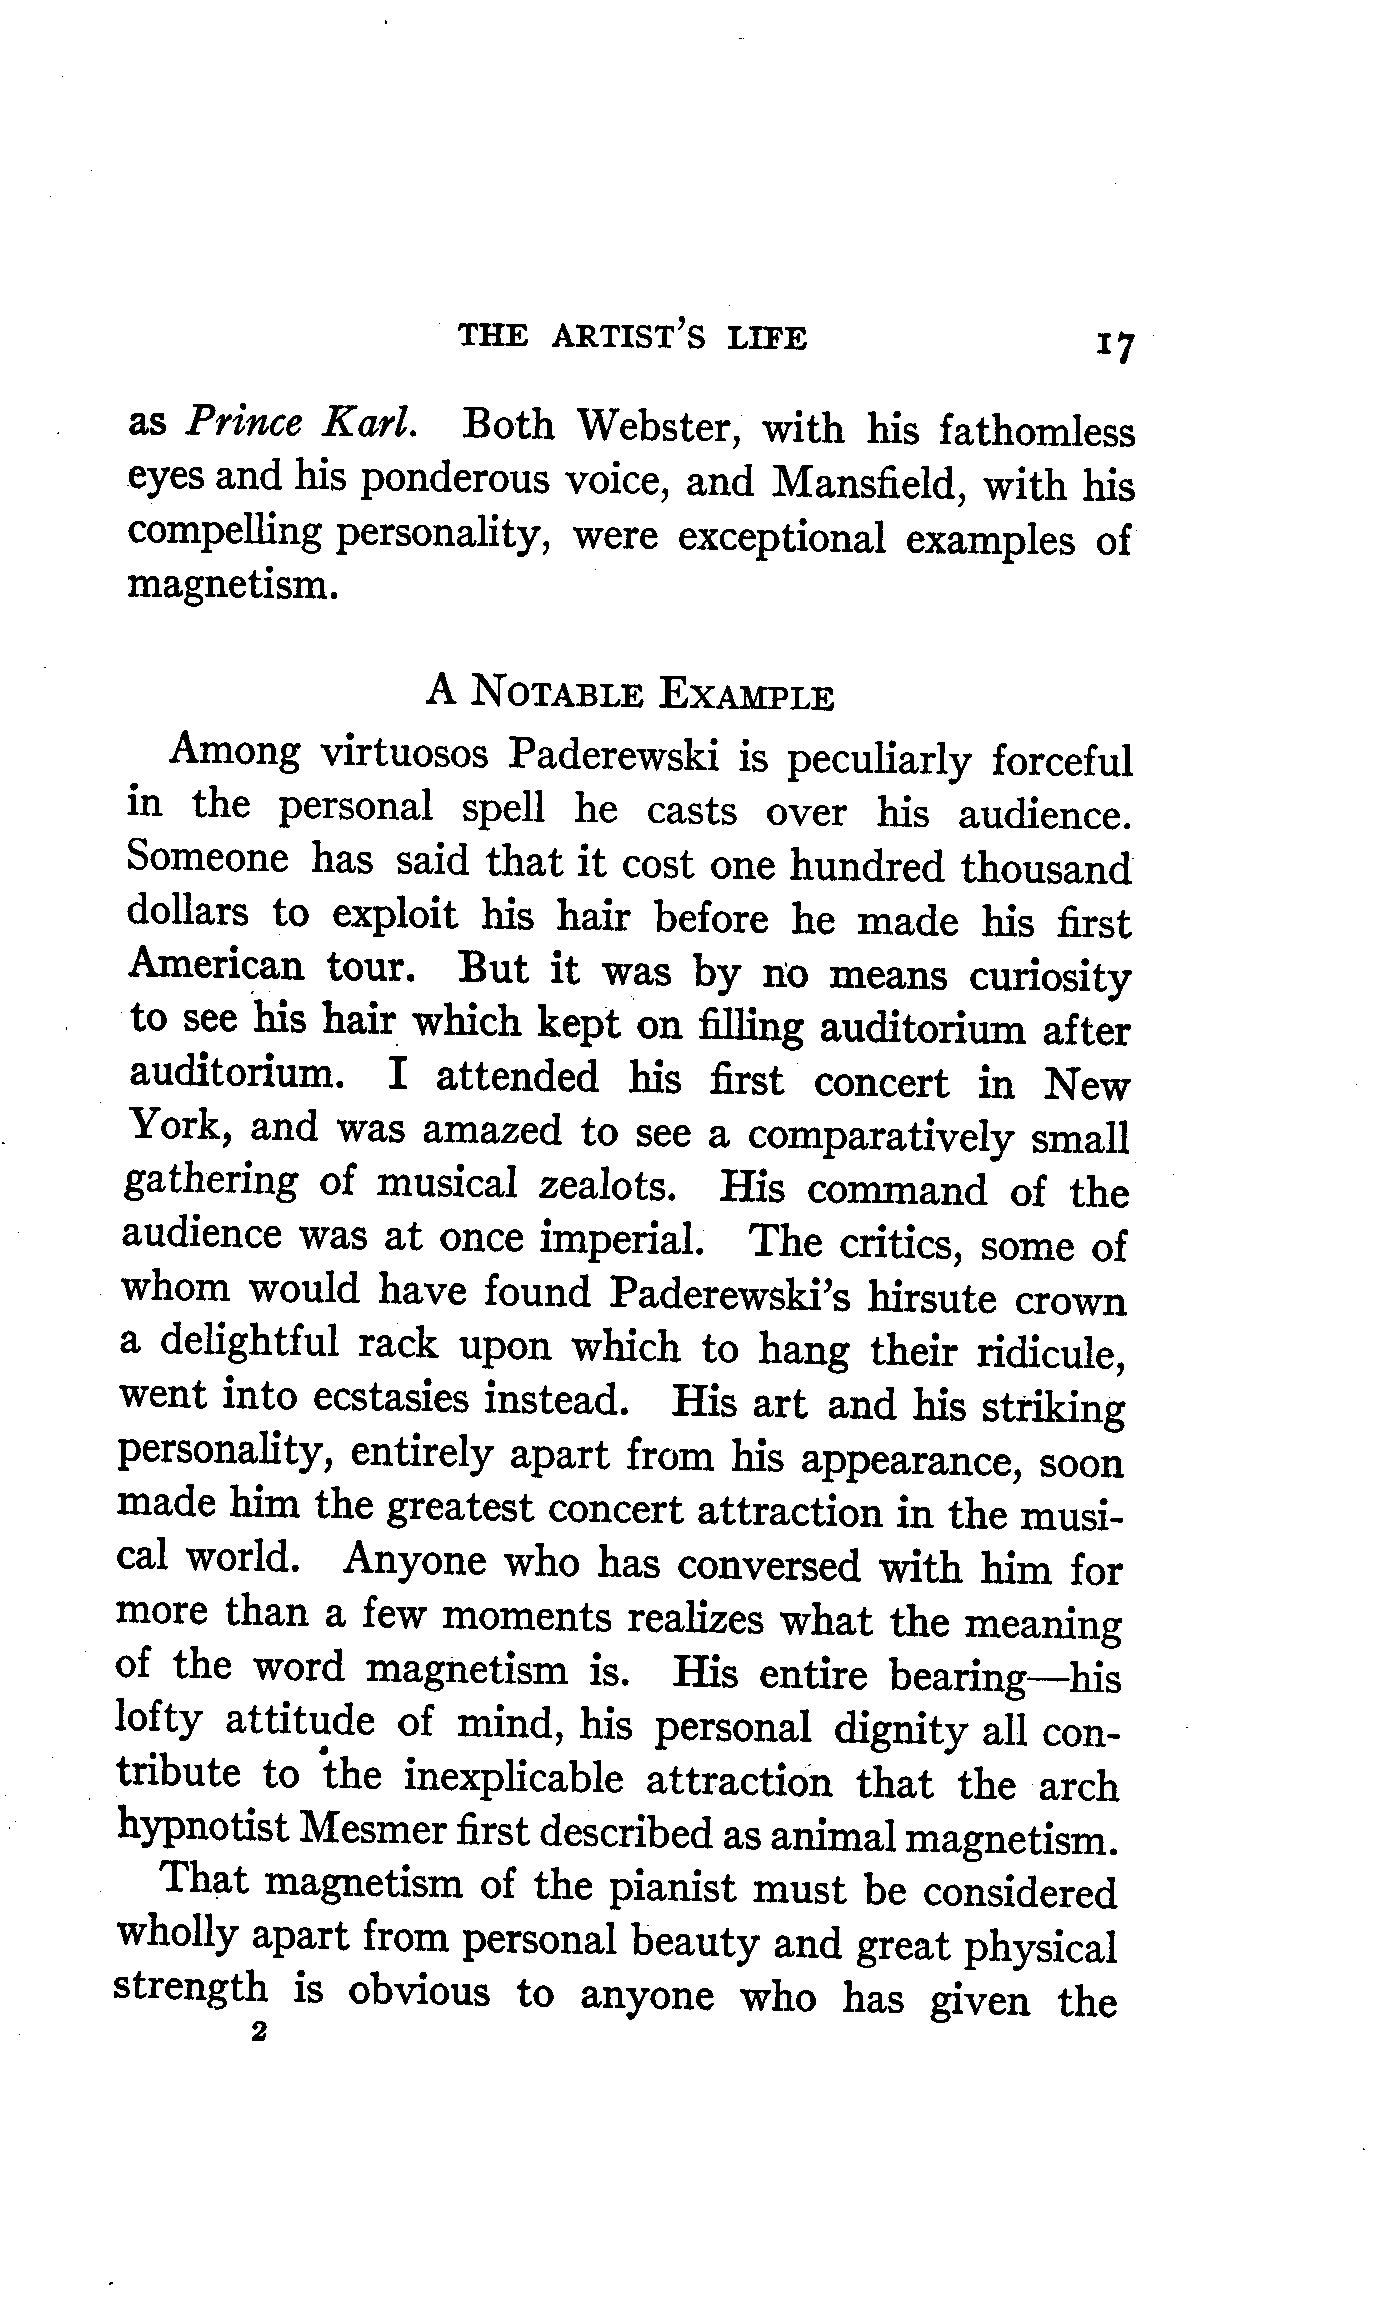 THE ARTIST'S LIFE 17
as Prince Karl. Both Webster, with his fathomless
eyes and his ponderous voice, and Mansfield, with his
compelling personality, were exceptional examples of
magnetism.
A NOTABLE EXAMPLE
Among virtuosos Paderewski is peculiarly forceful
in the personal spell he casts over his audience.
Someone has said that it cost one hundred thousand
dollars to exploit his hair before he made his first
American tour. But it was by no means curiosity
to see his hair which kept on filling auditorium after
auditorium. I attended his first concert in New
York, and was amazed to see a comparatively small
gathering of musical zealots. His command of the
audience was at once imperial. The critics, some of
whom would have found Paderewski's hirsute crown
a delightful rack upon which to hang their ridicule,
went into ecstasies instead. His art and his striking
personality, entirely apart from his appearance, soon
made him the greatest concert attraction in the musi-
cal world. Anyone who has conversed with him for
more than a few moments realizes what the meaning
of the word magnetism is. His entire bearing—his
lofty attitude of mind, his personal dignity all con-
tribute to the inexplicable attraction that the arch
hypnotist Mesmer first described as animal magnetism.
That magnetism of the pianist must be considered
wholly apart from personal beauty and great physical
strength is obvious to anyone who has given the
2